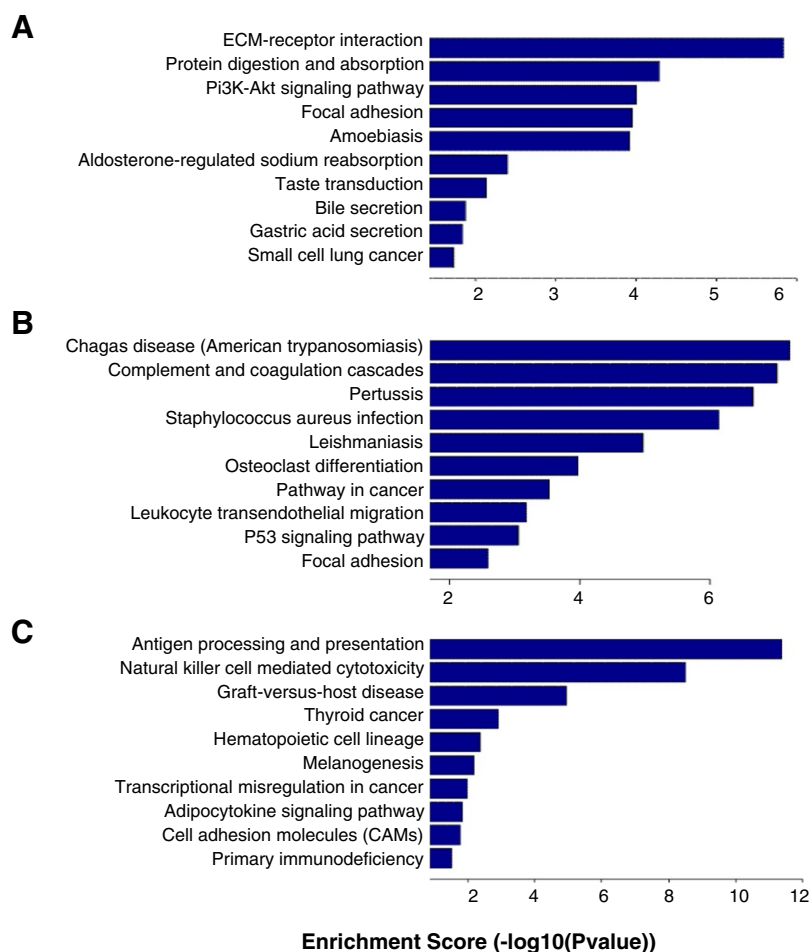 A
ECM-receptor interaction
Protein digestion and absorption
Pi3K-Akt signaling pathway
Focal adhesion
Amoebiasis
Aldosterone-regulated sodium reabsorption
Taste transduction
Bile secretion
Gastric acid secretion
Small cell lung cancer
2 3 4 5 6
B
Chagas disease (American trypanosomiasis)
Complement and coagulation cascades
Pertussis
Staphylococcus aureus infection
Leishmaniasis
Osteoclast differentiation
Pathway in cancer
Leukocyte transendothelial migration
P53 signaling pathway
Focal adhesion
2 4 6
C
Antigen processing and presentation
Natural killer cell mediated cytotoxicity
Graft-versus-host disease
Thyroid cancer
Hematopoietic cell lineage
Melanogenesis
Transcriptional misregulation in cancer
Adipocytokine signaling pathway
Cell adhesion molecules (CAMs)
Primary immunodeficiency
2 4 6 8 10 12
Enrichment Score (-log10(Pvalue))